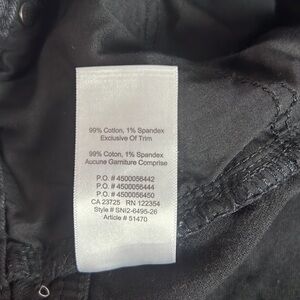 99% Cotton, 1% Spandex
Exclusive Of Trim
99% Coton, 1% Spandex
Aucune Garniture Comprise
P.O. # 4500056442
P.O. # 4500056444
P.O. # 4500056450
CA 23725 RN 122354
Style # SNI2-6495-26
Article # 51470